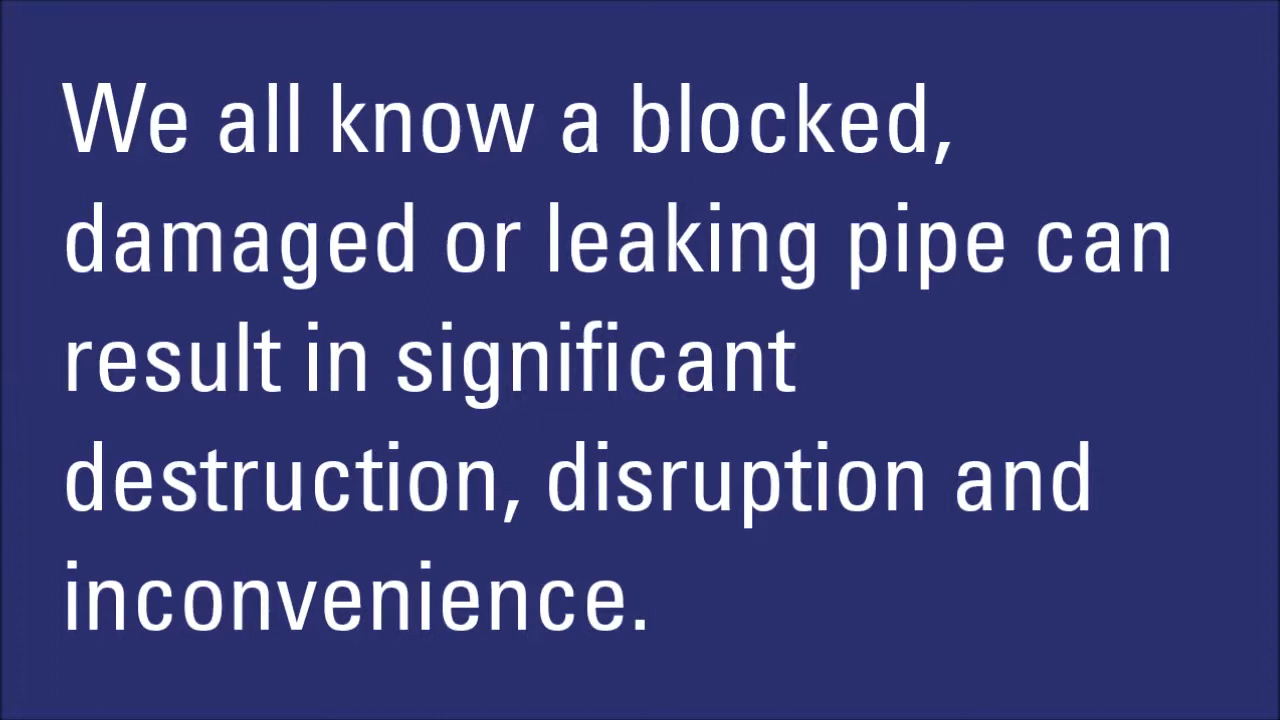 We all know a blocked,
damaged or leaking pipe can
result in significant
destruction, disruption and
inconvenience.